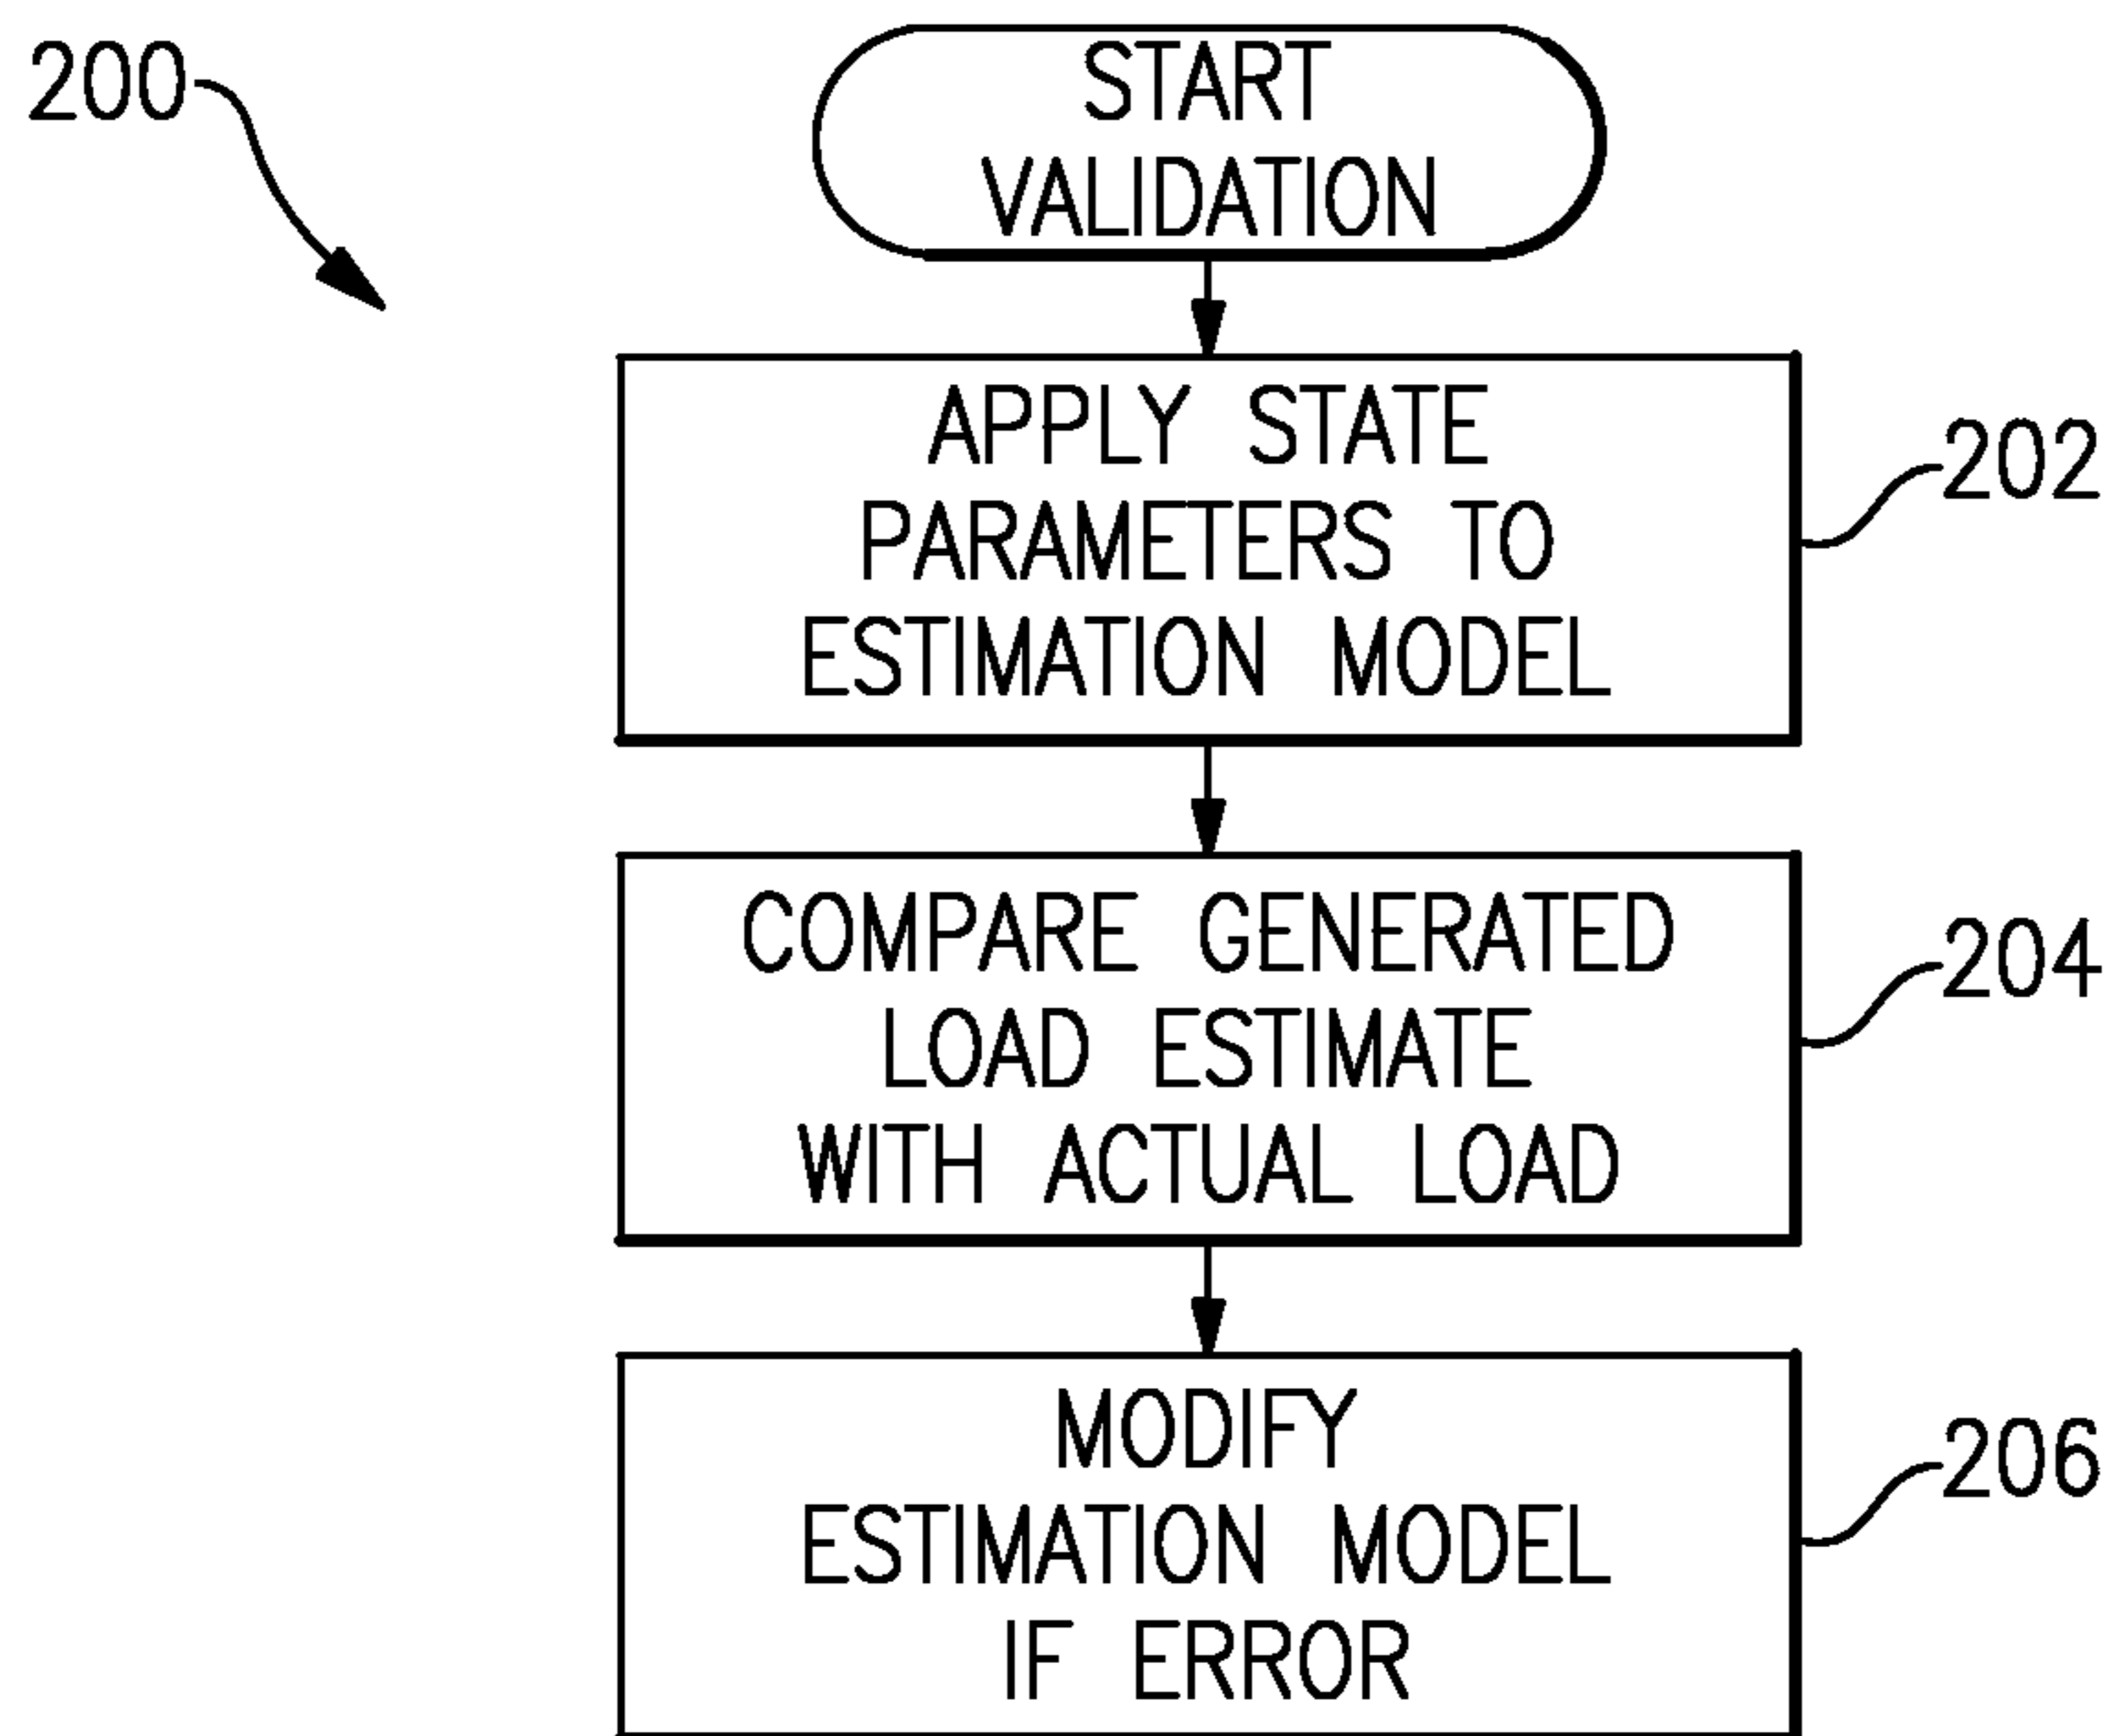 200
START
VALIDATION
APPLY STATE
PARAMETERS TO
ESTIMATION MODEL
202
COMPARE GENERATED
LOAD ESTIMATE
WITH ACTUAL LOAD
204
MODIFY
ESTIMATION MODEL
IF ERROR
206